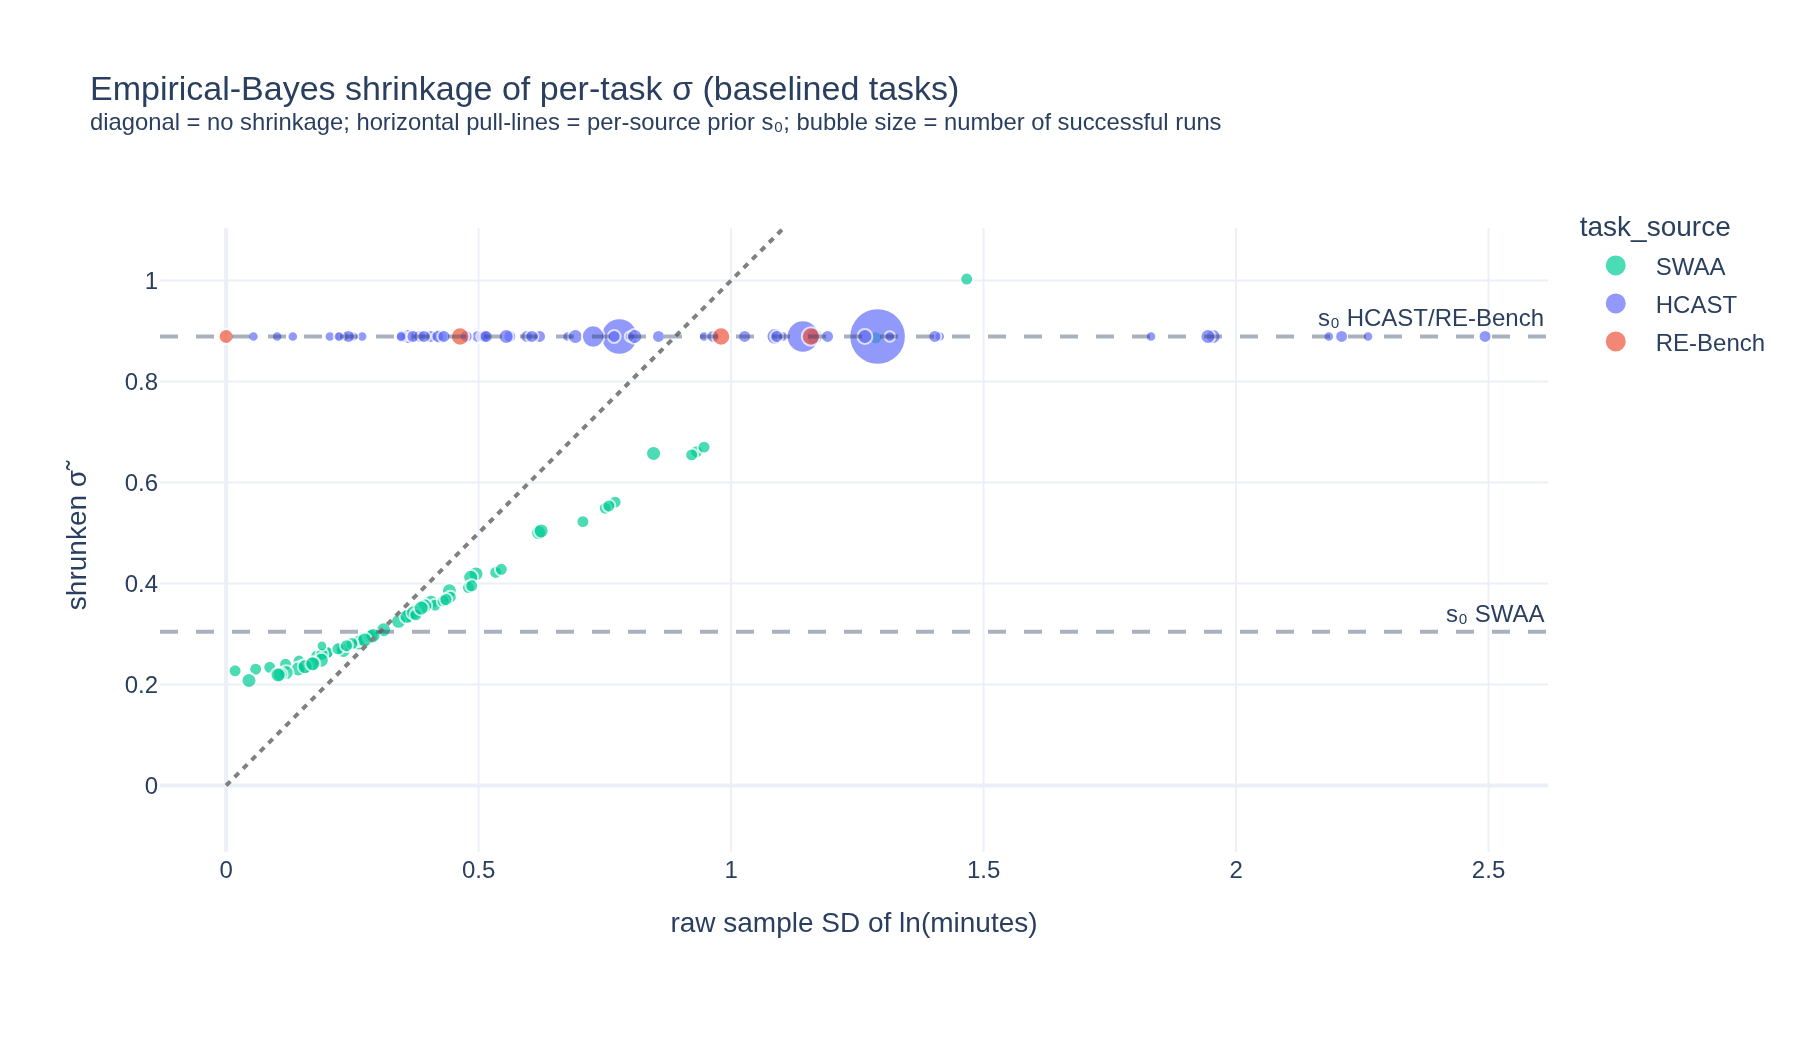 Empirical-Bayes shrinkage of per-task σ (baselined tasks)
diagonal = no shrinkage; horizontal pull-lines = per-source prior s₀; bubble size = number of successful runs
task_source
SWAA
HCAST
RE-Bench
s₀ HCAST/RE-Bench
s₀ SWAA
shrunken σ̃
1
0.8
0.6
0.4
0.2
0
0
0.5
1
1.5
2
2.5
raw sample SD of ln(minutes)